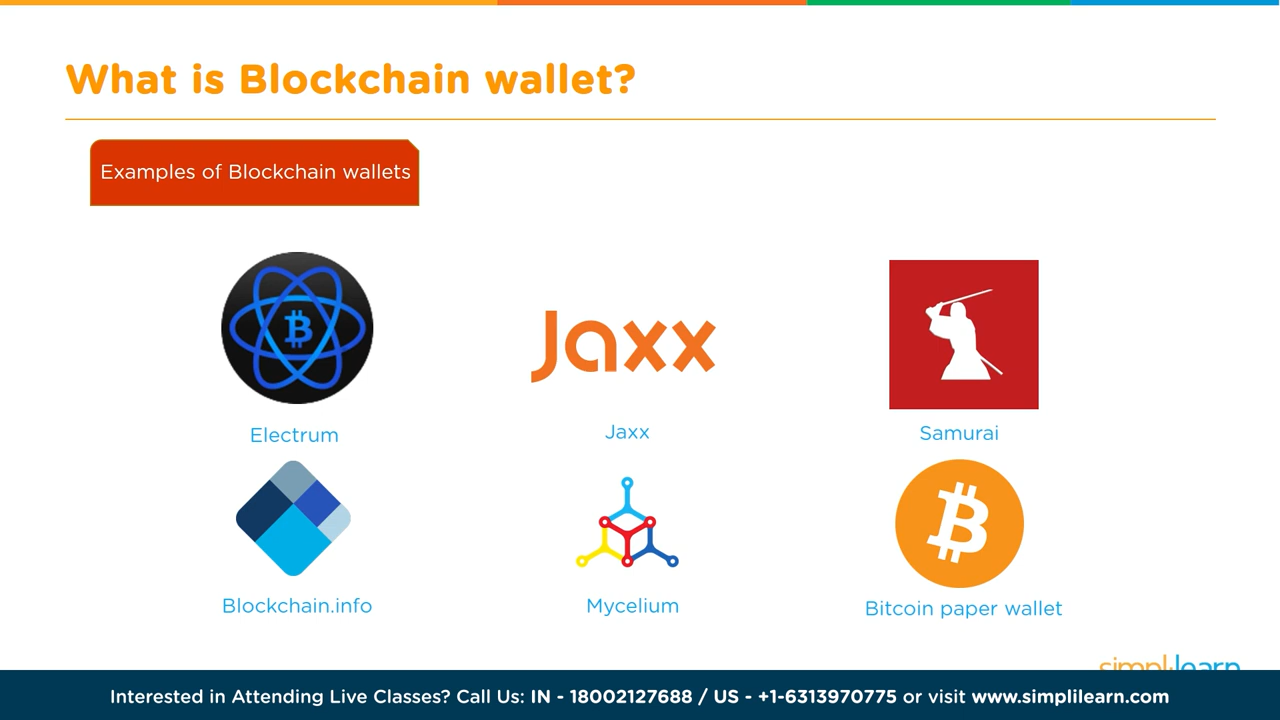 What is Blockchain wallet?
Examples of Blockchain wallets
Jaxx
Electrum
Jaxx
Samurai
Blockchain.info
Mycelium
Bitcoin paper wallet
simplilearn
Interested in Attending Live Classes? Call Us: IN - 18002127688 / US - +1-6313970775 or visit www.simplilearn.com